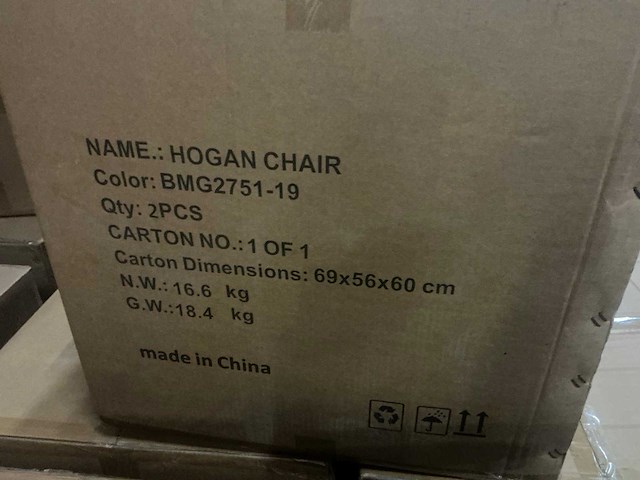 NAME.: HOGAN CHAIR
Color: BMG2751-19
Qty: 2PCS
CARTON NO.: 1 OF 1
Carton Dimensions: 69x56x60 cm
N.W.: 16.6 kg
G.W.:18.4 kg
made in China